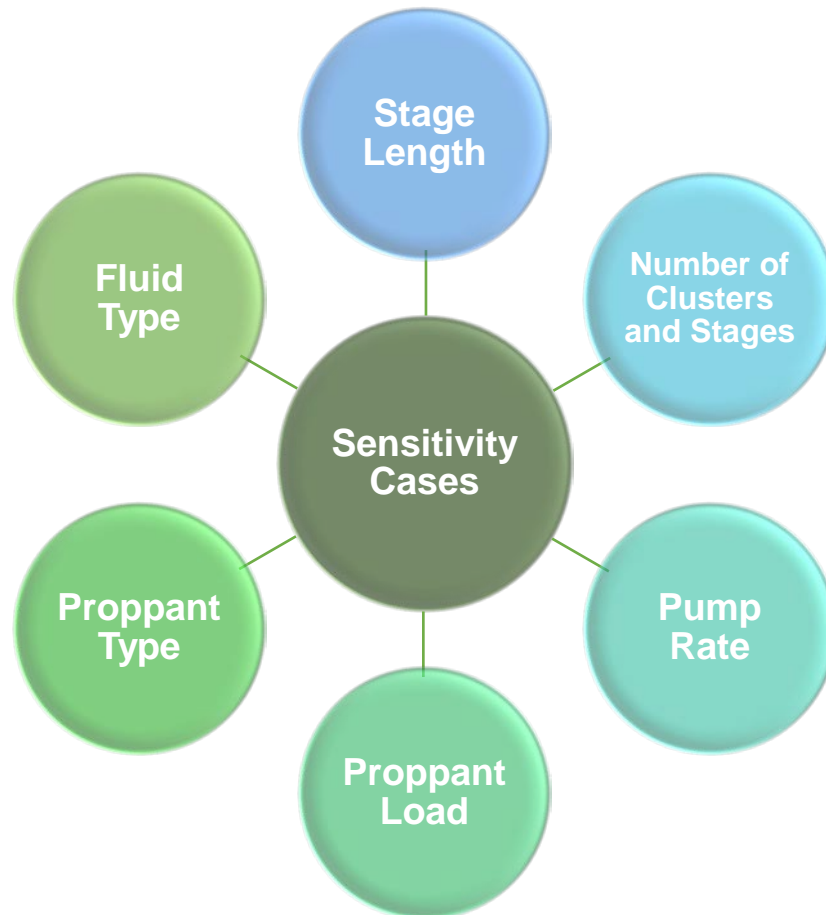 Stage
Length
Number of
Clusters
and Stages
Pump
Rate
Proppant
Load
Proppant
Type
Fluid
Type
Sensitivity
Cases